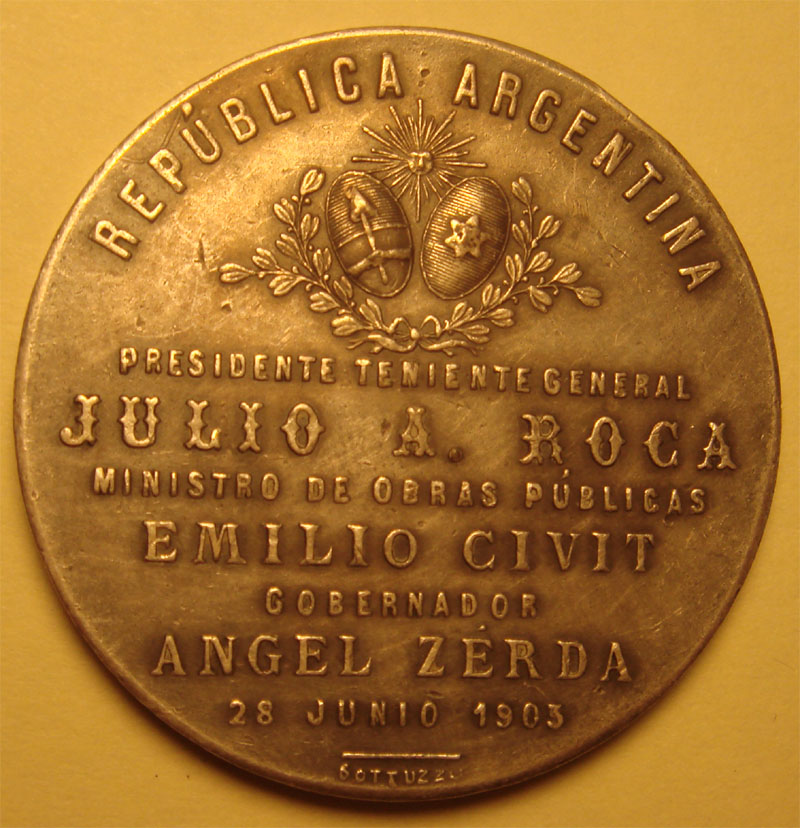 REPÚBLICA ARGENTINA
PRESIDENTE TENIENTE GENERAL
JULIO A. ROCA
MINISTRO DE OBRAS PÚBLICAS
EMILIO CIVIT
GOBERNADOR
ANGEL ZÉRDA
28 JUNIO 1903